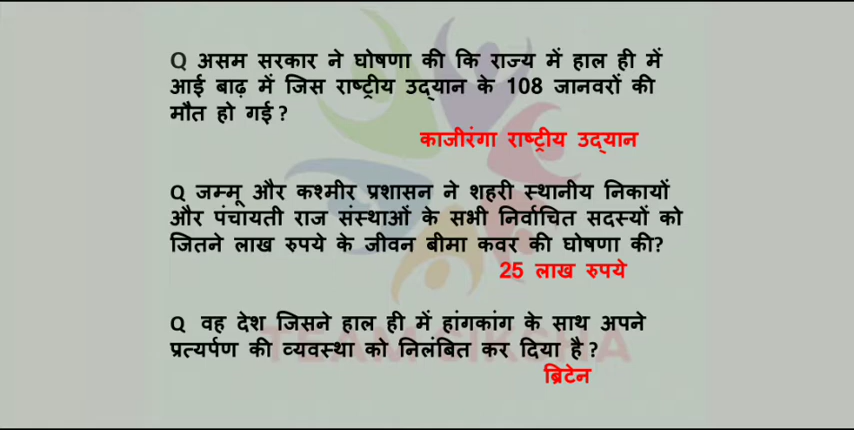 Q असम सरकार ने घोषणा की कि राज्य में हाल ही में
आई बाढ़ में जिस राष्ट्रीय उद्यान के 108 जानवरों की
मौत हो गई ?
काजीरंगा राष्ट्रीय उद्यान
Q जम्मू और कश्मीर प्रशासन ने शहरी स्थानीय निकायों
और पंचायती राज संस्थाओं के सभी निर्वाचित सदस्यों को
जितने लाख रुपये के जीवन बीमा कवर की घोषणा की?
25 लाख रुपये
Q वह देश जिसने हाल ही में हांगकांग के साथ अपने
प्रत्यर्पण की व्यवस्था को निलंबित कर दिया है ?
ब्रिटेन